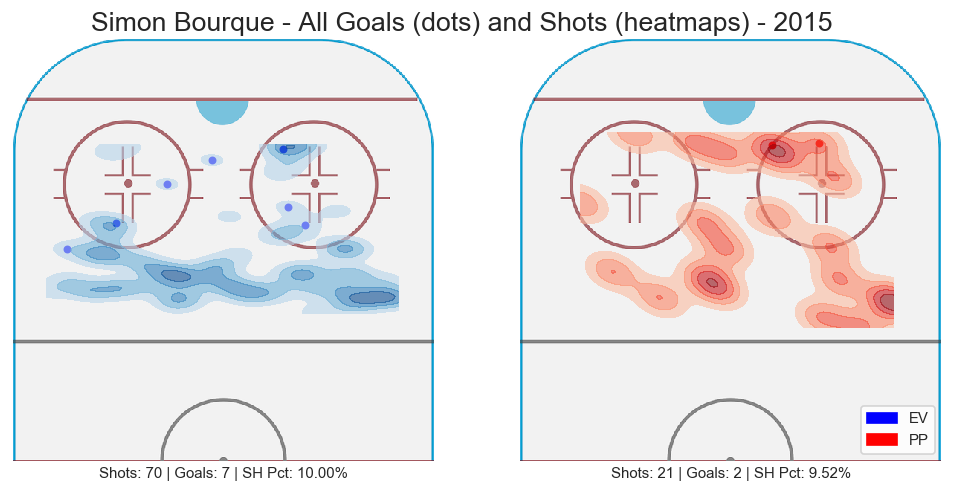 Simon Bourque - All Goals (dots) and Shots (heatmaps) - 2015
EV
PP
Shots: 70 | Goals: 7 | SH Pct: 10.00%
Shots: 21 | Goals: 2 | SH Pct: 9.52%